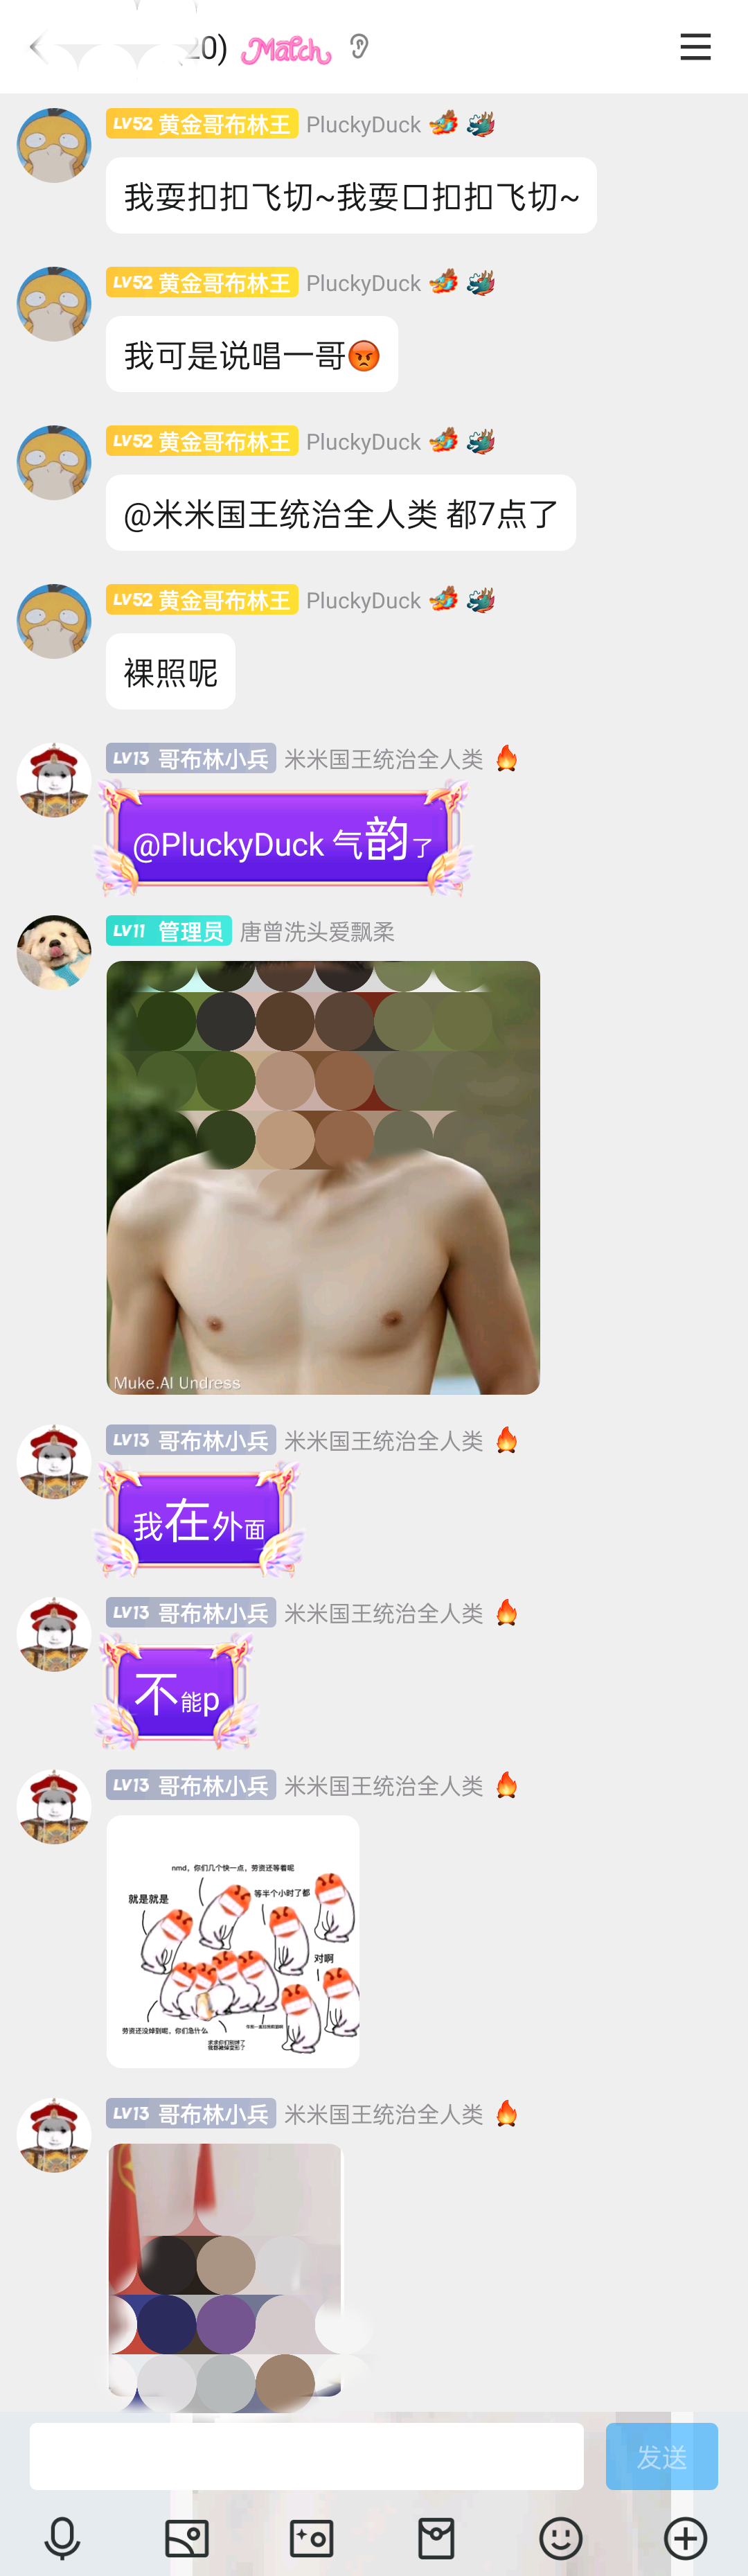 20)
Match
LV52 黄金哥布林王 PluckyDuck
我耍扣扣飞切~我耍口扣扣飞切~
LV52 黄金哥布林王 PluckyDuck
我可是说唱一哥
LV52 黄金哥布林王 PluckyDuck
@米米国王统治全人类 都7点了
LV52 黄金哥布林王 PluckyDuck
裸照呢
LV13 哥布林小兵 米米国王统治全人类
@PluckyDuck 气韵了
LV11 管理员 唐曾洗头爱飘柔
Muke.AI Undress
LV13 哥布林小兵 米米国王统治全人类
我在外面
LV13 哥布林小兵 米米国王统治全人类
不能p
LV13 哥布林小兵 米米国王统治全人类
nmd，你们几个快一点，劳资还等着呢
就是就是
等半个小时了都
对啊
劳资还没掉到呢，你们急什么
LV13 哥布林小兵 米米国王统治全人类
发送